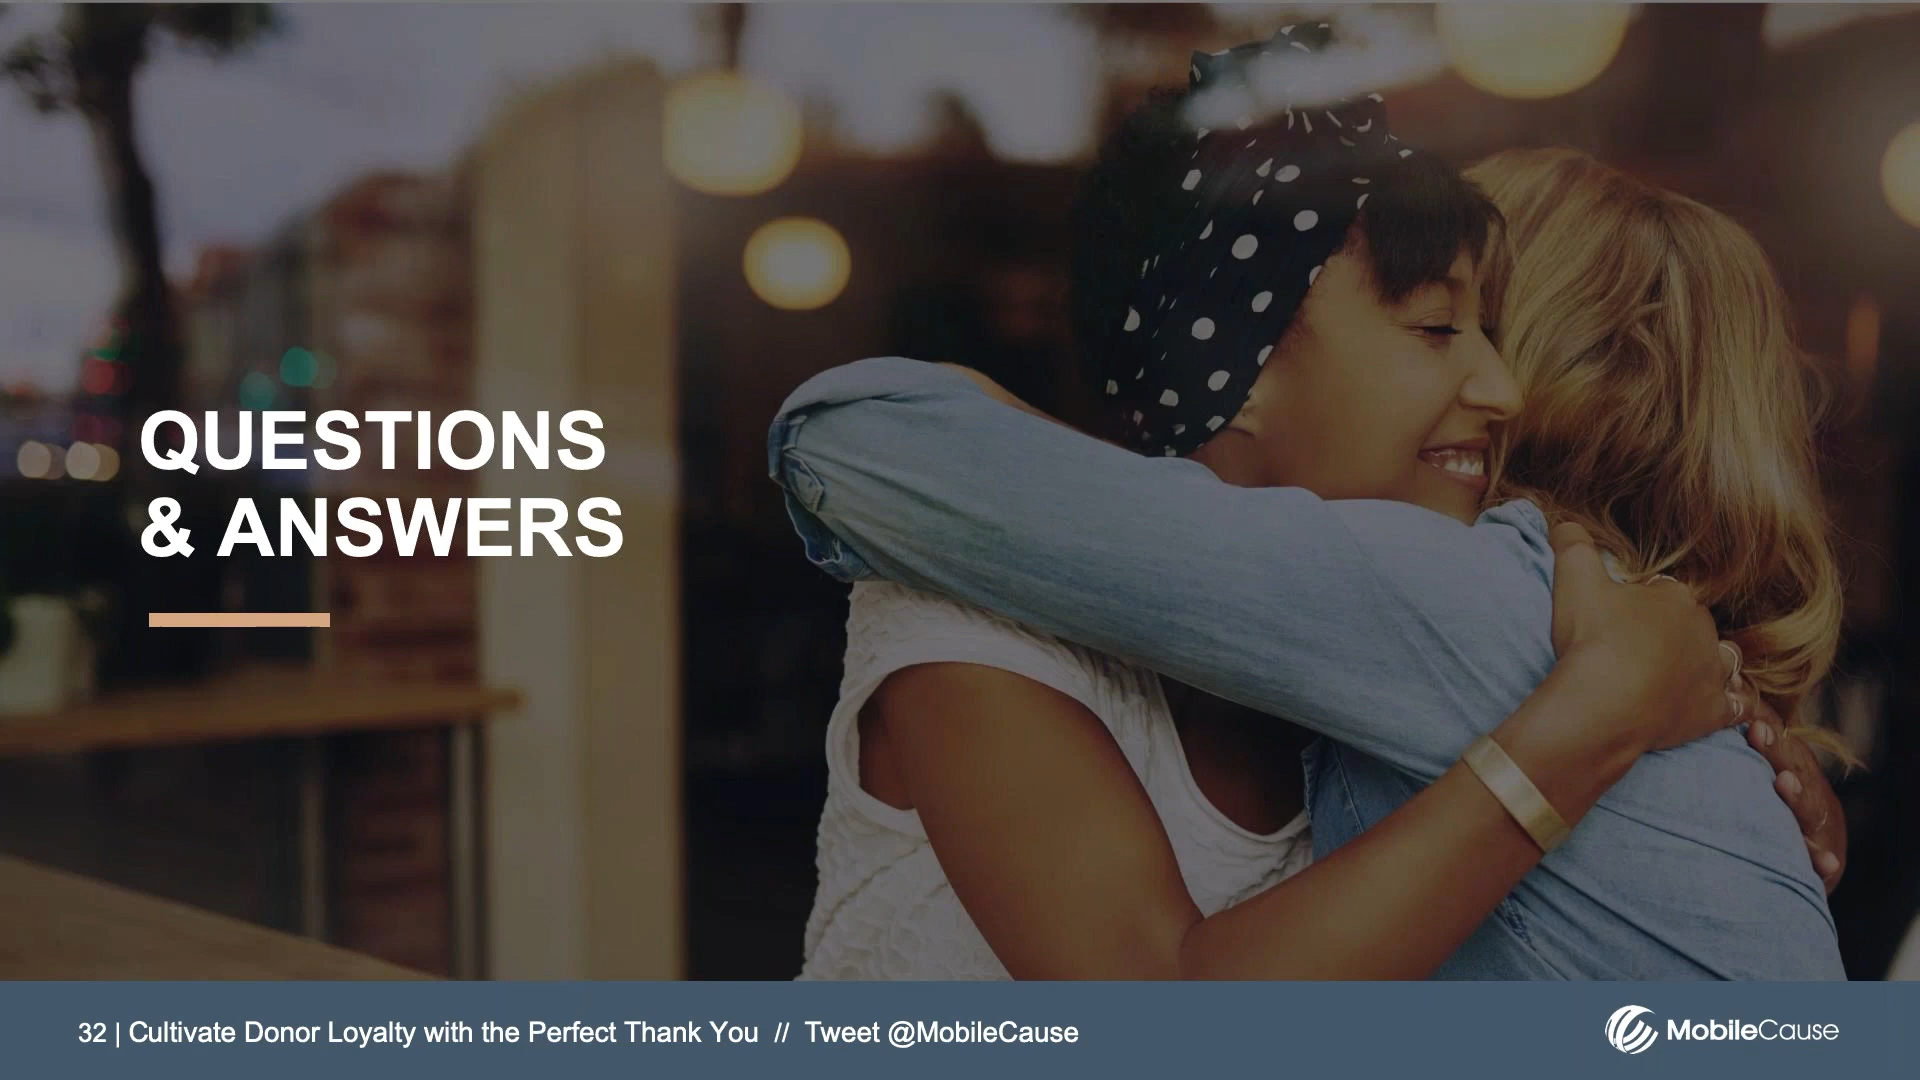 QUESTIONS
& ANSWERS
32 | Cultivate Donor Loyalty with the Perfect Thank You // Tweet @MobileCause
MobileCause